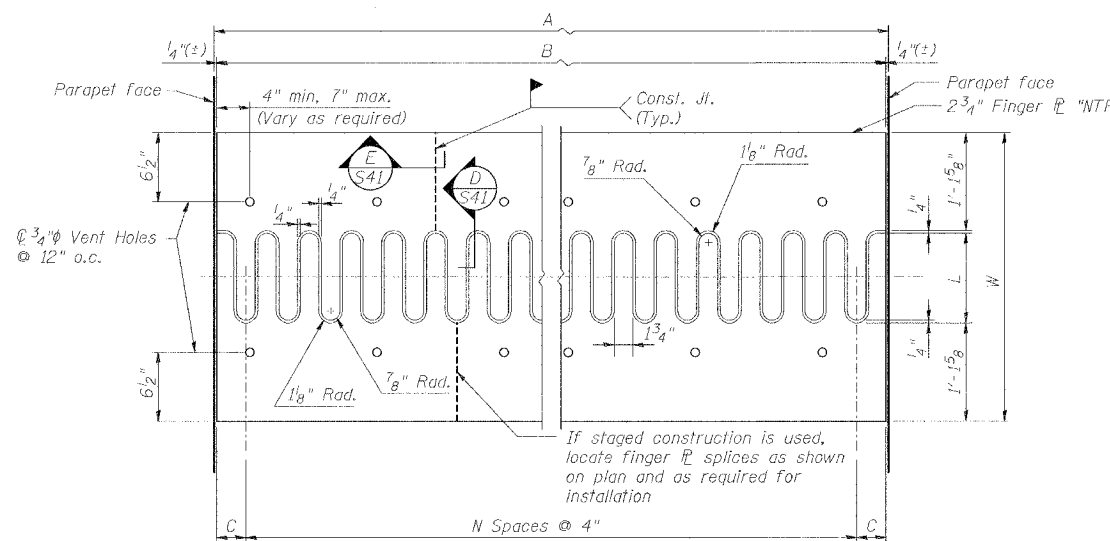 A
1/4"(±)
B
1/4"(±)
Parapet face
4" min, 7" max.
(Vary as required)
Const. Jt.
(Typ.)
Parapet face
2 3/4" Finger ℙL "NTR
6 1/2"
E
S41
D
S41
7/8" Rad.
1 1/8" Rad.
1'-1 5/8"
1/4"
1/4"
1/4"
℄ 3/4"ϕ Vent Holes
@ 12" o.c.
L
W
1 3/4"
1/4"
6 1/2"
1 1/8" Rad.
7/8" Rad.
1'-1 5/8"
If staged construction is used,
locate finger ℙL splices as shown
on plan and as required for
installation
C
N Spaces @ 4"
C